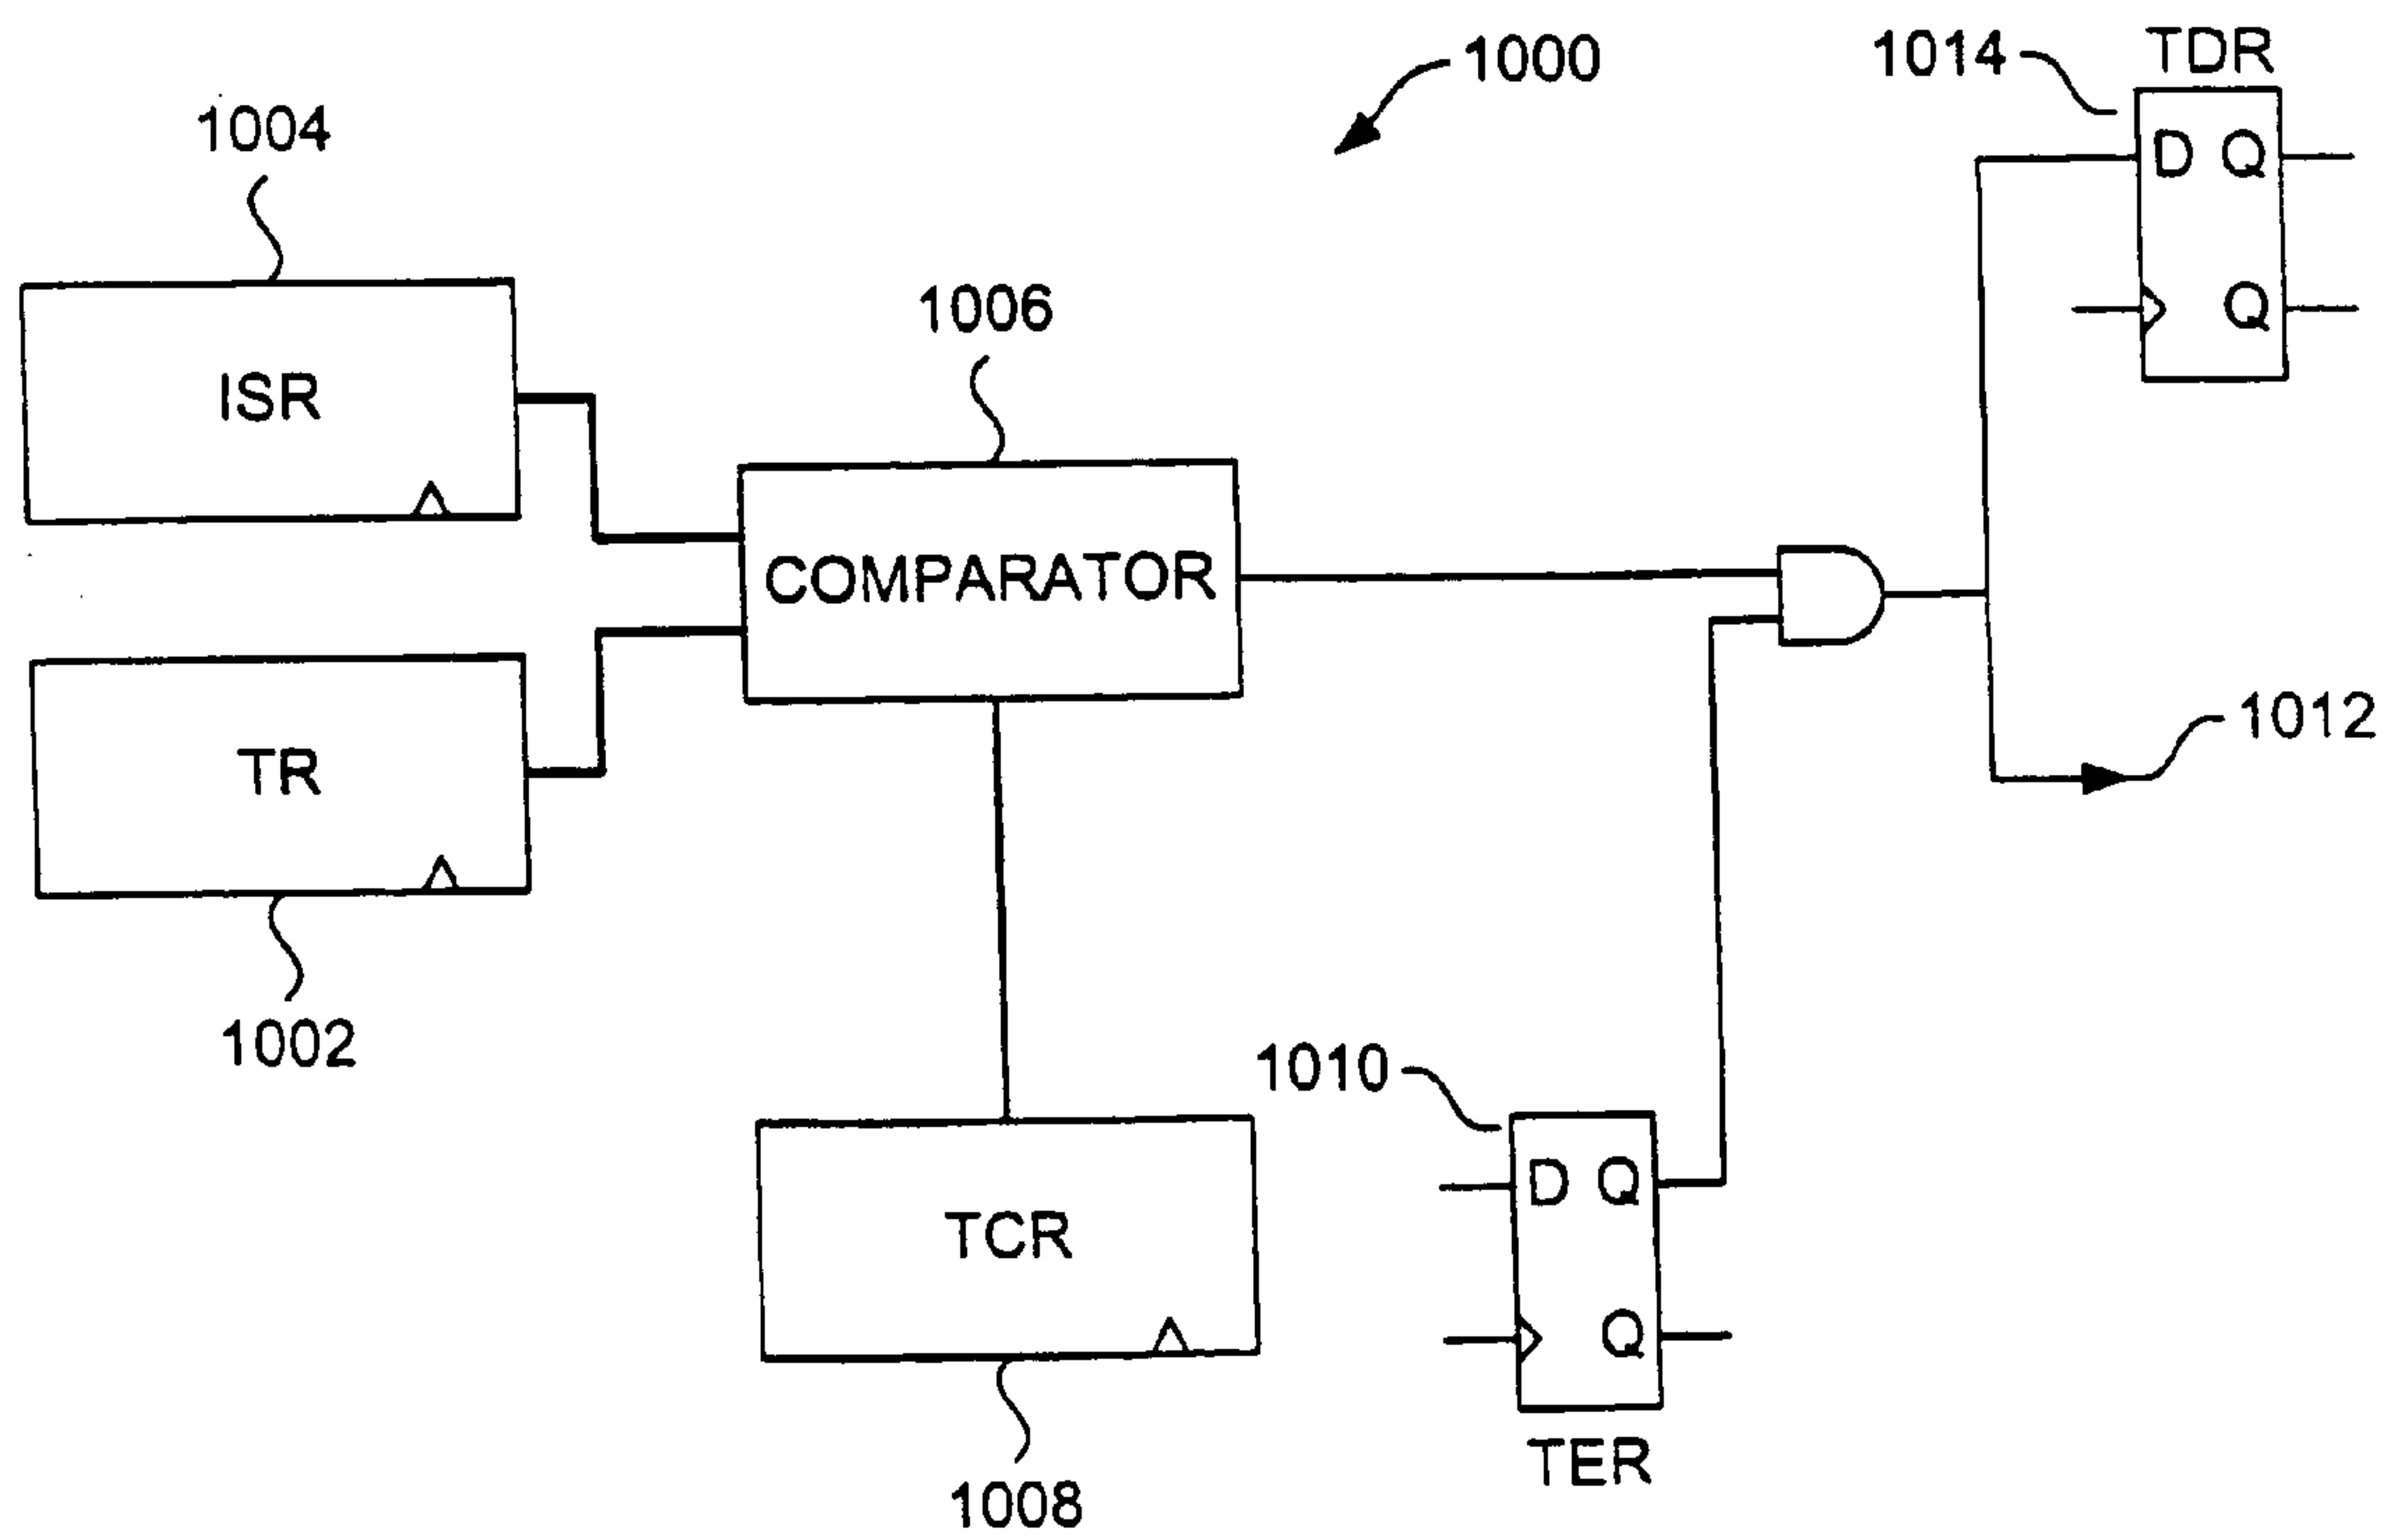 1000
1014
TDR
D Q
Q
1004
ISR
1006
COMPARATOR
TR
1002
1012
1010
D Q
Q
TER
TCR
1008